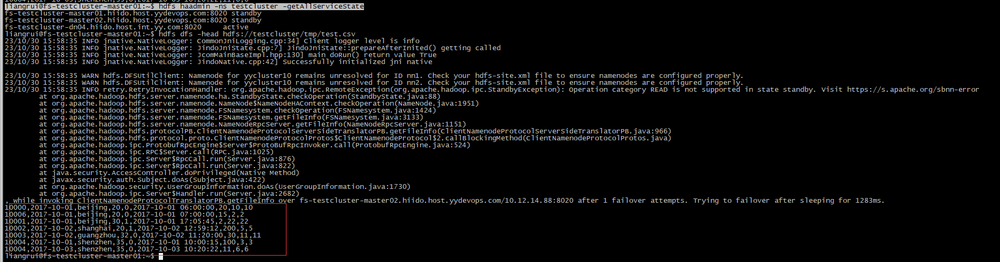 liangrui@fs-testcluster-master01:~$ hdfs haadmin -ns testcluster -getAllServiceState
fs-testcluster-master01.hiido.host.yydevops.com:8020 standby
fs-testcluster-master02.hiido.host.yydevops.com:8020 standby
fs-testcluster-dn04.hiido.host.int.yy.com:8020     active
liangrui@fs-testcluster-master01:~$ hdfs dfs -head hdfs://testcluster/tmp/test.csv
23/10/30 15:58:35 INFO jnative.NativeLogger: CommonJniLogging.cpp:34] Client logger level is info
23/10/30 15:58:35 INFO jnative.NativeLogger: JindoJniState.cpp:7] JindoJniState::prepareAfterInited() getting called
23/10/30 15:58:35 INFO jnative.NativeLogger: JcomMainBaseImpl.hpp:130] main doRun() return value True
23/10/30 15:58:35 INFO jnative.NativeLogger: JindoNative.cpp:42] Successfully initialized jni native
23/10/30 15:58:35 WARN hdfs.DFSUtilClient: Namenode for yycluster10 remains unresolved for ID nn1. Check your hdfs-site.xml file to ensure namenodes are configured properly.
23/10/30 15:58:35 WARN hdfs.DFSUtilClient: Namenode for yycluster10 remains unresolved for ID nn2. Check your hdfs-site.xml file to ensure namenodes are configured properly.
23/10/30 15:58:35 INFO retry.RetryInvocationHandler: org.apache.hadoop.ipc.RemoteException(org.apache.hadoop.ipc.StandbyException): Operation category READ is not supported in state standby. Visit https://s.apache.org/sbnn-error
at org.apache.hadoop.hdfs.server.namenode.ha.StandbyState.checkOperation(StandbyState.java:88)
at org.apache.hadoop.hdfs.server.namenode.NameNode$NameNodeHAContext.checkOperation(NameNode.java:1951)
at org.apache.hadoop.hdfs.server.namenode.FSNamesystem.checkOperation(FSNamesystem.java:1424)
at org.apache.hadoop.hdfs.server.namenode.FSNamesystem.getFileInfo(FSNamesystem.java:3133)
at org.apache.hadoop.hdfs.server.namenode.NameNodeRpcServer.getFileInfo(NameNodeRpcServer.java:1151)
at org.apache.hadoop.hdfs.protocolPB.ClientNamenodeProtocolServerSideTranslatorPB.getFileInfo(ClientNamenodeProtocolServerSideTranslatorPB.java:966)
at org.apache.hadoop.hdfs.protocol.proto.ClientNamenodeProtocolProtos$ClientNamenodeProtocol$2.callBlockingMethod(ClientNamenodeProtocolProtos.java)
at org.apache.hadoop.ipc.ProtobufRpcEngine$Server$ProtoBufRpcInvoker.call(ProtobufRpcEngine.java:524)
at org.apache.hadoop.ipc.RPC$Server.call(RPC.java:1025)
at org.apache.hadoop.ipc.Server$RpcCall.run(Server.java:876)
at org.apache.hadoop.ipc.Server$RpcCall.run(Server.java:822)
at java.security.AccessController.doPrivileged(Native Method)
at javax.security.auth.Subject.doAs(Subject.java:422)
at org.apache.hadoop.security.UserGroupInformation.doAs(UserGroupInformation.java:1730)
at org.apache.hadoop.ipc.Server$Handler.run(Server.java:2682)
, while invoking ClientNamenodeProtocolTranslatorPB.getFileInfo over fs-testcluster-master02.hiido.host.yydevops.com/10.12.14.88:8020 after 1 failover attempts. Trying to failover after sleeping for 1283ms.
10000,2017-10-01,beijing,20,0,2017-10-01 06:00:00,20,10,10
10006,2017-10-01,beijing,20,0,2017-10-01 07:00:00,15,2,2
10001,2017-10-01,beijing,30,1,2017-10-01 17:05:45,2,22,22
10002,2017-10-02,shanghai,20,1,2017-10-02 12:59:12,200,5,5
10003,2017-10-02,guangzhou,32,0,2017-10-02 11:20:00,30,11,11
10004,2017-10-02,shenzhen,35,0,2017-10-01 10:00:15,100,3,3
10004,2017-10-03,shenzhen,35,0,2017-10-03 10:20:22,11,6,6
liangrui@fs-testcluster-master01:~$